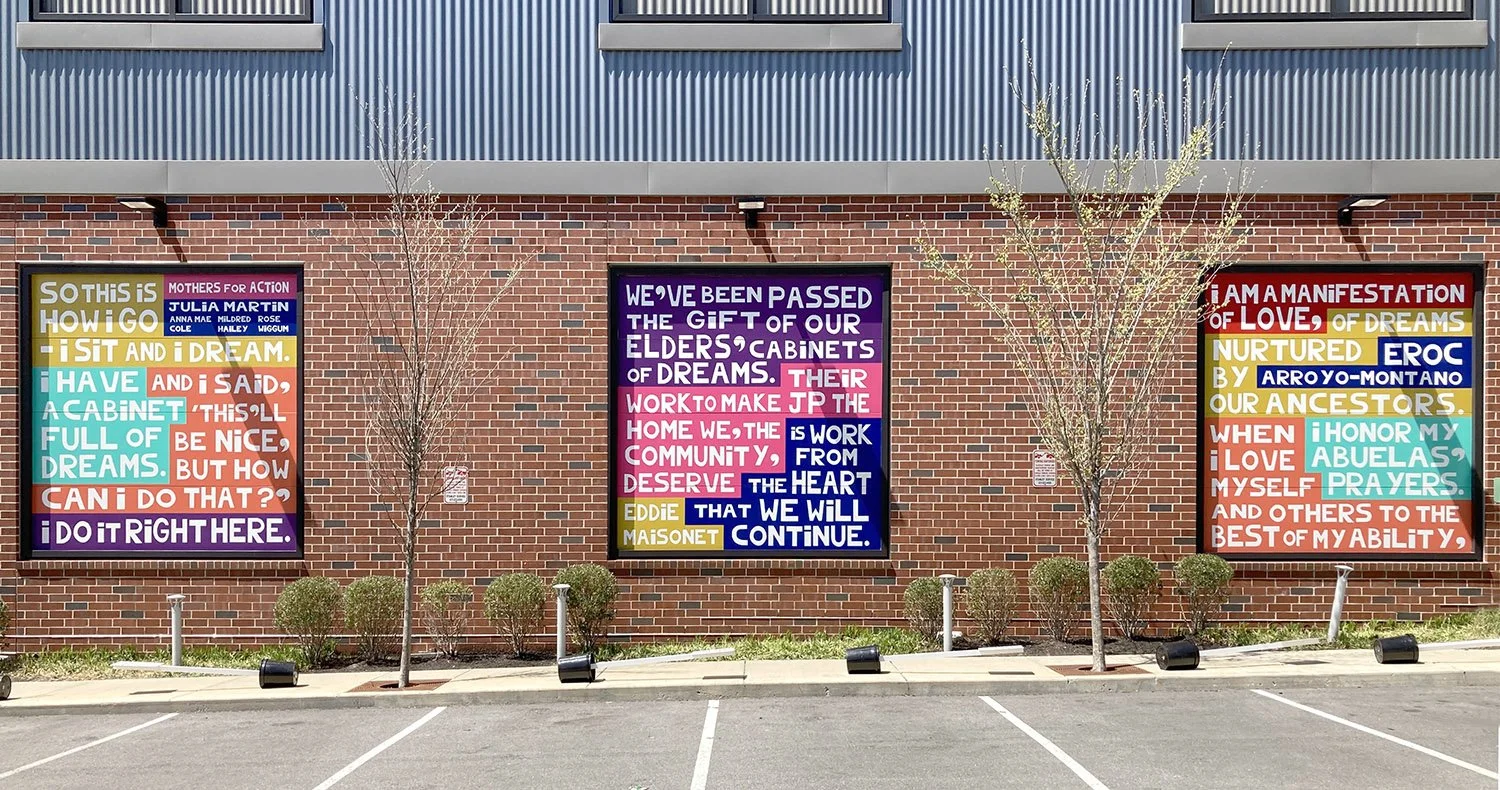 SO THIS IS
HOW I GO
MOTHERS FOR ACTION
JULIA MARTIN
ANNA MAE MILDRED ROSE
COLE HAILEY WIGGUM
- I SIT AND I DREAM.
I HAVE
A CABINET
FULL OF
DREAMS.
AND I SAID,
'THIS'LL
BE NICE,
BUT HOW
CAN I DO THAT?'
I DO IT RIGHT HERE.
WE'VE BEEN PASSED
THE GIFT OF OUR
ELDERS' CABINETS
OF DREAMS. THEIR
WORK TO MAKE JP THE
HOME WE, THE
COMMUNITY,
DESERVE
IS WORK
FROM
THE HEART
THAT WE WILL
CONTINUE.
EDDIE
MAISONET
I AM A MANIFESTATION
OF LOVE, OF DREAMS
NURTURED
BY
EROC
ARROYO-MONTANO
OUR ANCESTORS.
WHEN I HONOR MY
I LOVE ABUELAS'
MYSELF PRAYERS.
AND OTHERS TO THE
BEST OF MY ABILITY,